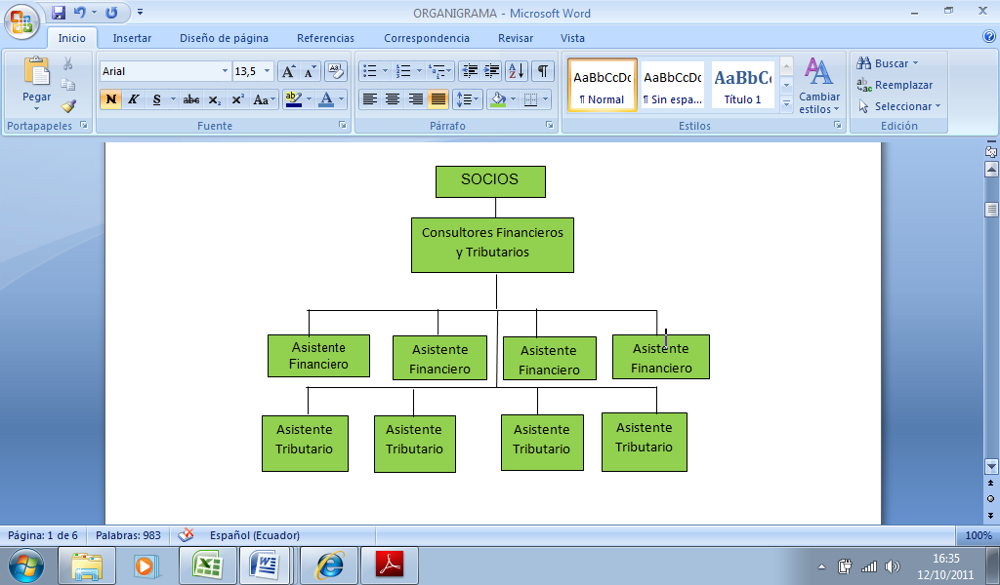 ORGANIGRAMA - Microsoft Word
Inicio Insertar Diseño de página Referencias Correspondencia Revisar Vista
Pegar
Portapapeles
Arial 13,5
N K S abc x₂ x² Aa
Fuente
Párrafo
AaBbCcDc AaBbCcDc AaBbC
¶ Normal ¶ Sin espa... Título 1
Cambiar estilos
Estilos
Buscar
Reemplazar
Seleccionar
Edición
SOCIOS
Consultores Financieros
y Tributarios
Asistente
Financiero
Asistente
Financiero
Asistente
Financiero
Asistente
Financiero
Asistente
Tributario
Asistente
Tributario
Asistente
Tributario
Asistente
Tributario
Página: 1 de 6 Palabras: 983 Español (Ecuador) 100%
16:35
12/10/2011